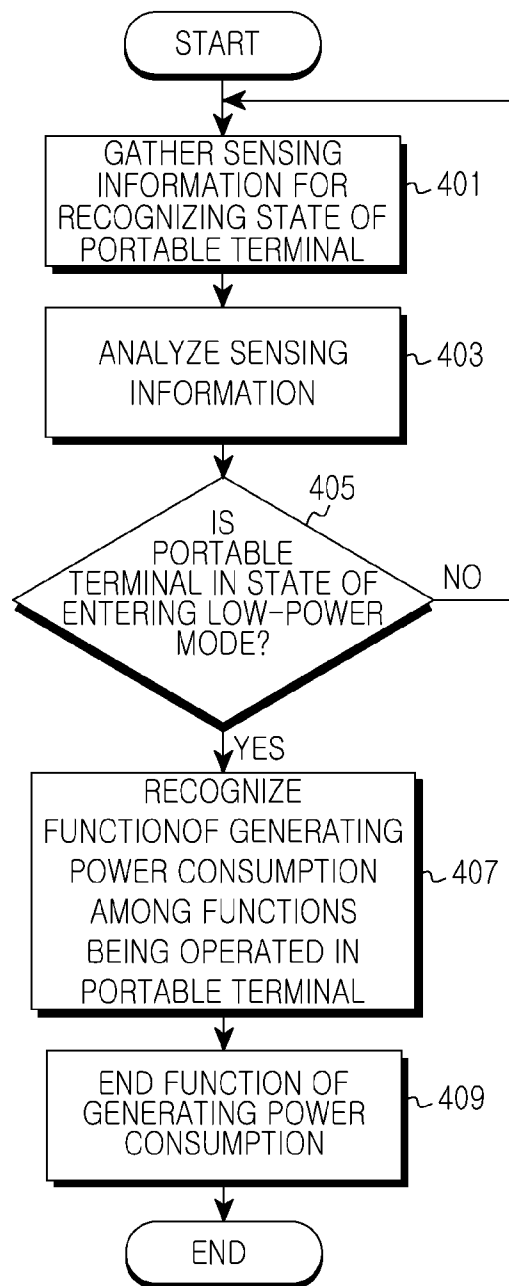 START
GATHER SENSING
INFORMATION FOR
RECOGNIZING STATE OF
PORTABLE TERMINAL
401
ANALYZE SENSING
INFORMATION
403
405
IS
PORTABLE
TERMINAL IN STATE OF
ENTERING LOW-POWER
MODE?
NO
YES
RECOGNIZE
FUNCTIONOF GENERATING
POWER CONSUMPTION
AMONG FUNCTIONS
BEING OPERATED IN
PORTABLE TERMINAL
407
END FUNCTION OF
GENERATING POWER
CONSUMPTION
409
END